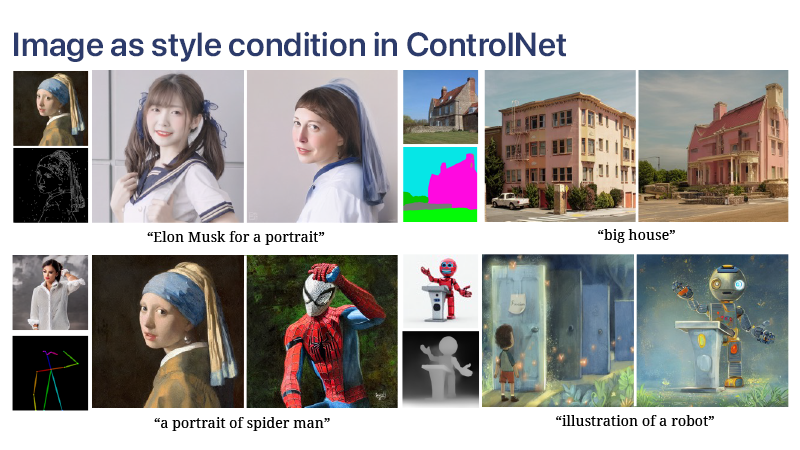 Image as style condition in ControlNet
“Elon Musk for a portrait”
“big house”
“a portrait of spider man”
“illustration of a robot”